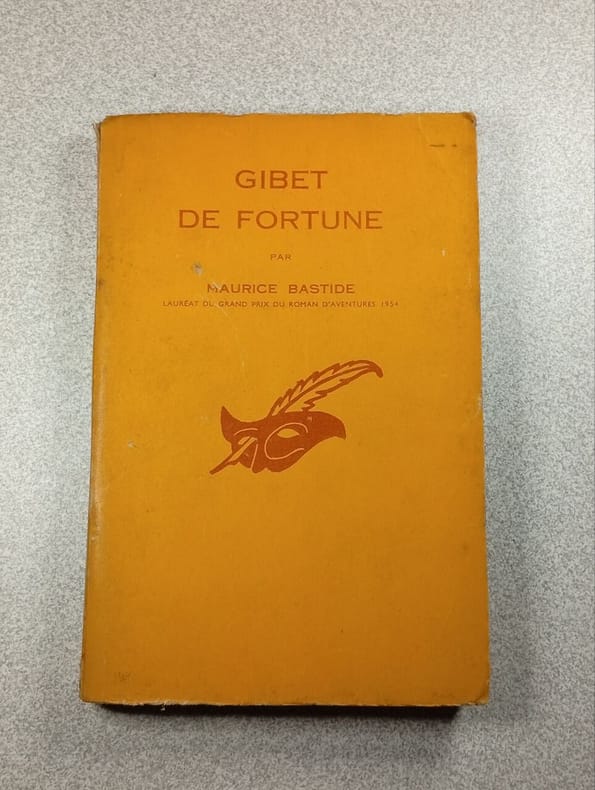 GIBET
DE FORTUNE
PAR
MAURICE BASTIDE
LAURÉAT DU GRAND PRIX DU ROMAN D'AVENTURES 1954